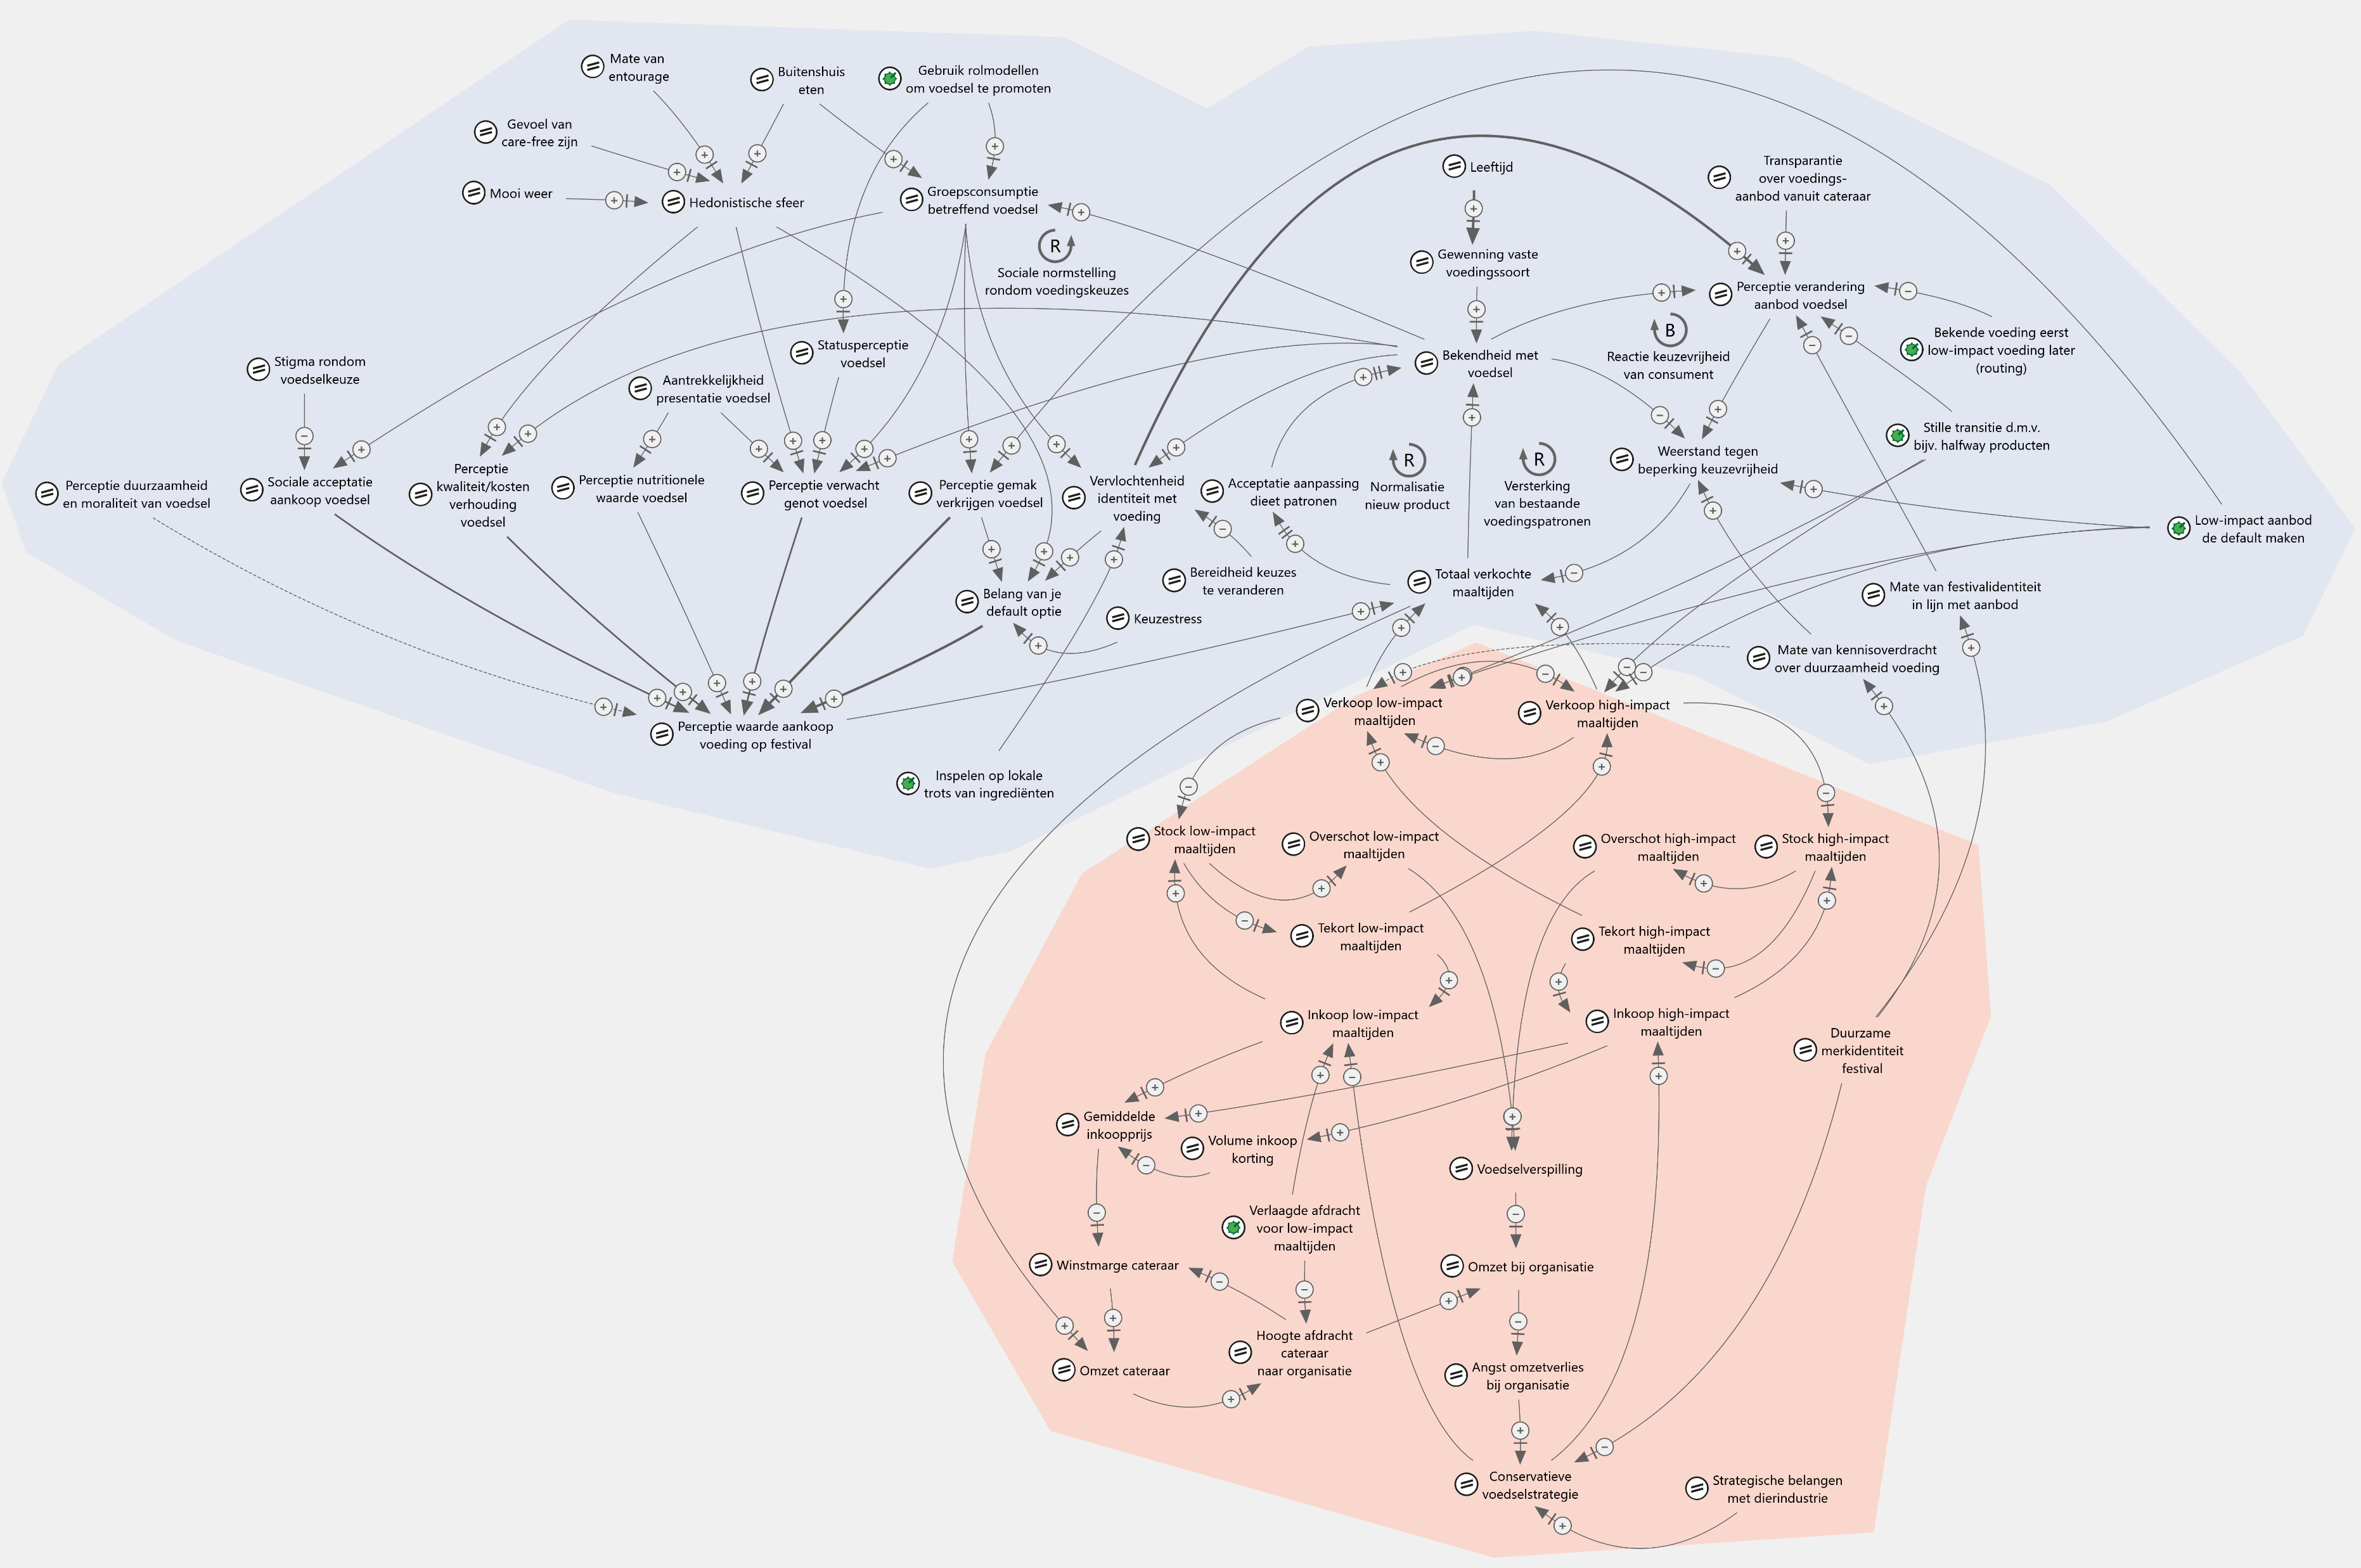 Mate van
entourage
Buitenshuis
eten
Gebruik rolmodellen
om voedsel te promoten
Gevoel van
care-free zijn
Mooi weer
Hedonistische sfeer
Groepsconsumptie
betreffend voedsel
Leeftijd
Transparantie
over voedings-
aanbod vanuit cateraar
R
Sociale normstelling
rondom voedingskeuzes
Gewenning vaste
voedingssoort
Perceptie verandering
aanbod voedsel
Stigma rondom
voedselkeuze
Statusperceptie
voedsel
Aantrekkelijkheid
presentatie voedsel
Bekendheid met
voedsel
B
Reactie keuzevrijheid
van consument
Bekende voeding eerst
low-impact voeding later
(routing)
Stille transitie d.m.v.
bijv. halfway producten
Perceptie duurzaamheid
en moraliteit van voedsel
Sociale acceptatie
aankoop voedsel
Perceptie
kwaliteit/kosten
verhouding
voedsel
Perceptie nutritionele
waarde voedsel
Perceptie verwacht
genot voedsel
Perceptie gemak
verkrijgen voedsel
Vervlochtenheid
identiteit met
voeding
Acceptatie aanpassing
dieet patronen
R
Normalisatie
nieuw product
R
Versterking
van bestaande
voedingspatronen
Weerstand tegen
beperking keuzevrijheid
Low-impact aanbod
de default maken
Belang van je
default optie
Bereidheid keuzes
te veranderen
Keuzestress
Totaal verkochte
maaltijden
Mate van festivalidentiteit
in lijn met aanbod
Mate van kennisoverdracht
over duurzaamheid voeding
Perceptie waarde aankoop
voeding op festival
Verkoop low-impact
maaltijden
Verkoop high-impact
maaltijden
Inspelen op lokale
trots van ingrediënten
Stock low-impact
maaltijden
Overschot low-impact
maaltijden
Overschot high-impact
maaltijden
Stock high-impact
maaltijden
Tekort low-impact
maaltijden
Tekort high-impact
maaltijden
Inkoop low-impact
maaltijden
Inkoop high-impact
maaltijden
Duurzame
merkidentiteit
festival
Gemiddelde
inkoopprijs
Volume inkoop
korting
Voedselverspilling
Verlaagde afdracht
voor low-impact
maaltijden
Winstmarge cateraar
Omzet bij organisatie
Hoogte afdracht
cateraar
naar organisatie
Omzet cateraar
Angst omzetverlies
bij organisatie
Conservatieve
voedselstrategie
Strategische belangen
met dierindustrie